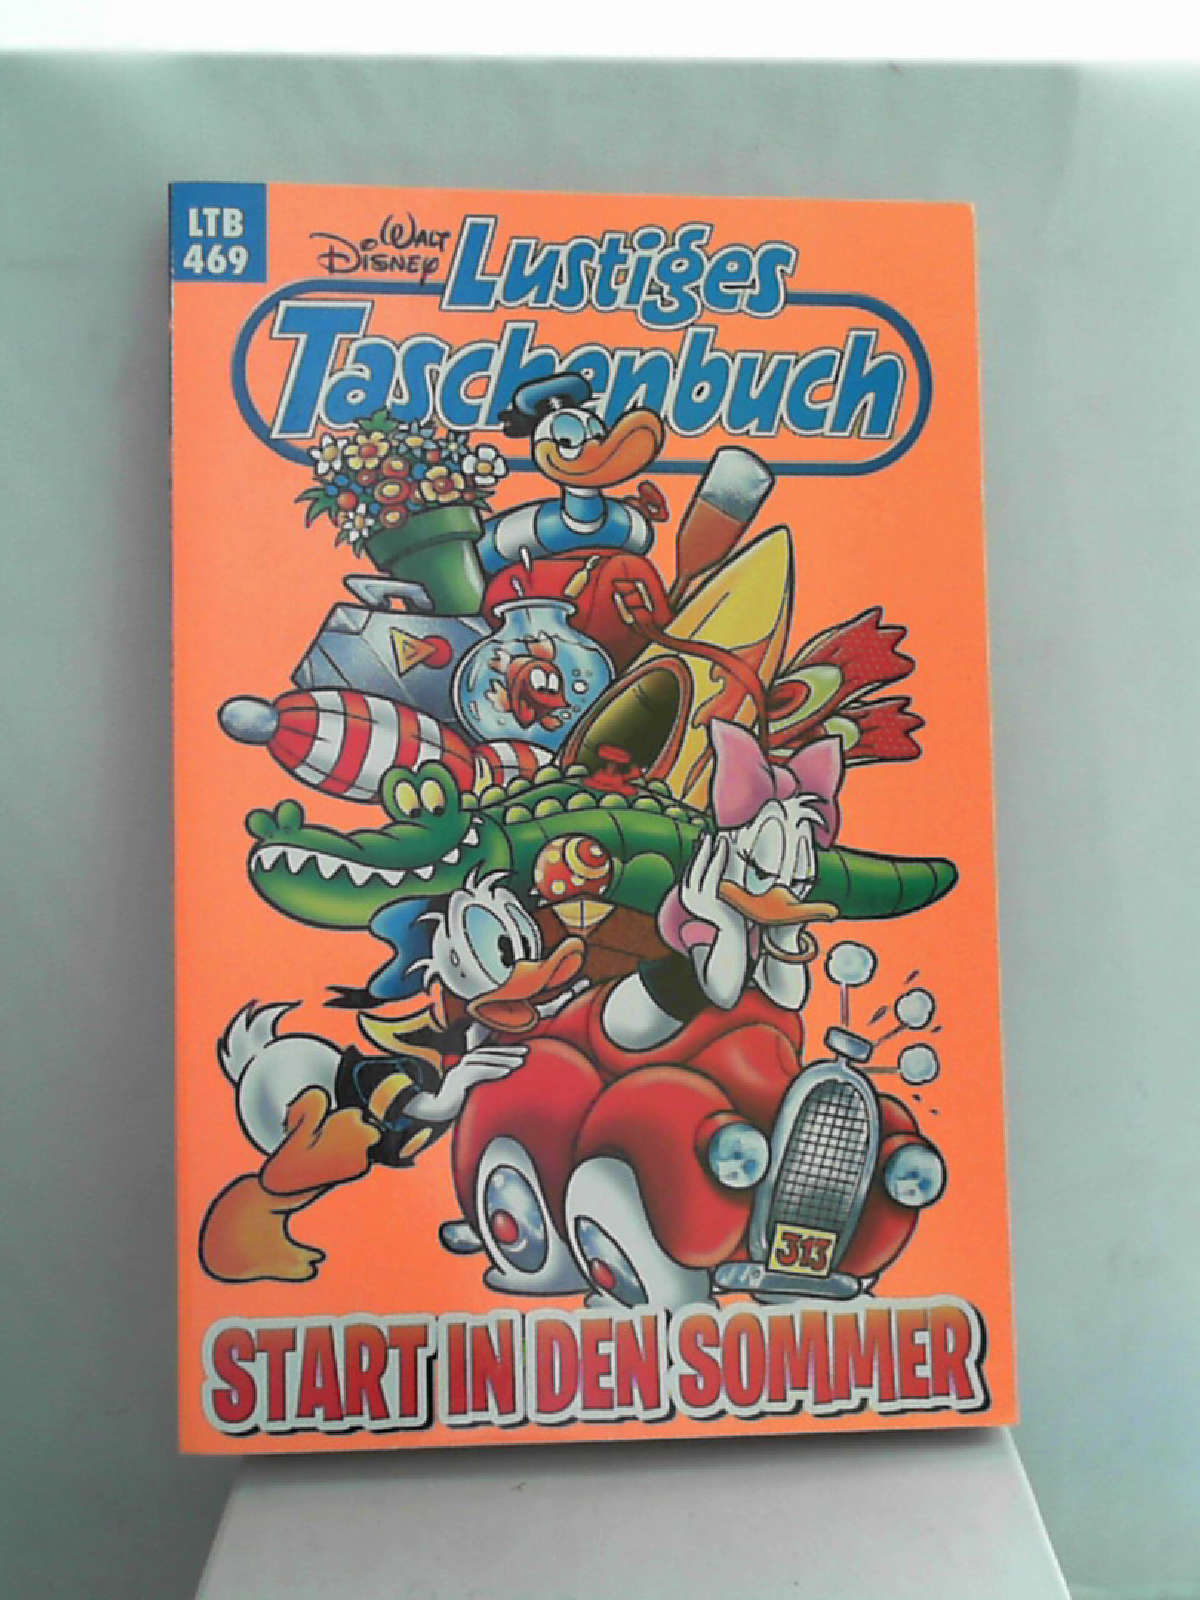 LTB
469
WALT
DISNEY
Lustiges
Taschenbuch
313
START IN DEN SOMMER